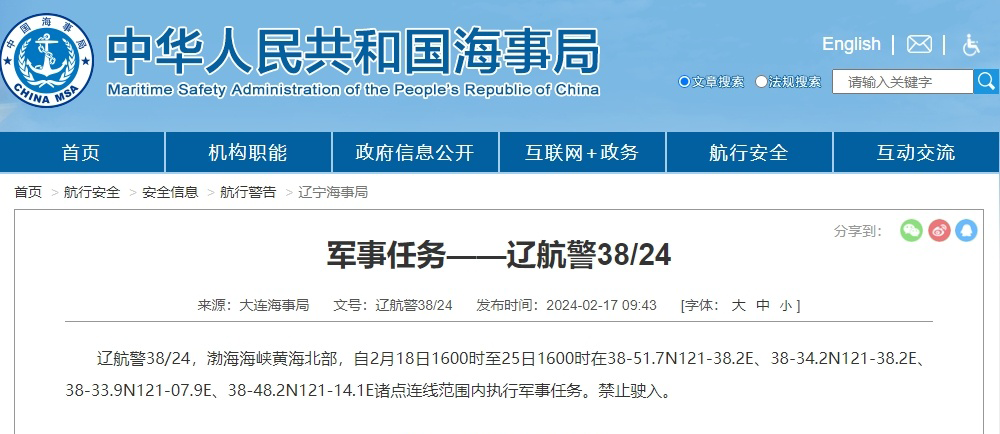 中国海事局
CHINA MSA
中华人民共和国海事局
Maritime Safety Administration of the People's Republic of China
English
文章搜索 法规搜索 请输入关键字
首页 机构职能 政府信息公开 互联网+政务 航行安全 互动交流
首页 > 航行安全 > 安全信息 > 航行警告 > 辽宁海事局
分享到：
军事任务——辽航警38/24
来源：大连海事局 文号：辽航警38/24 发布时间：2024-02-17 09:43 [字体： 大 中 小 ]
辽航警38/24，渤海海峡黄海北部，自2月18日1600时至25日1600时在38-51.7N121-38.2E、38-34.2N121-38.2E、
38-33.9N121-07.9E、38-48.2N121-14.1E诸点连线范围内执行军事任务。禁止驶入。